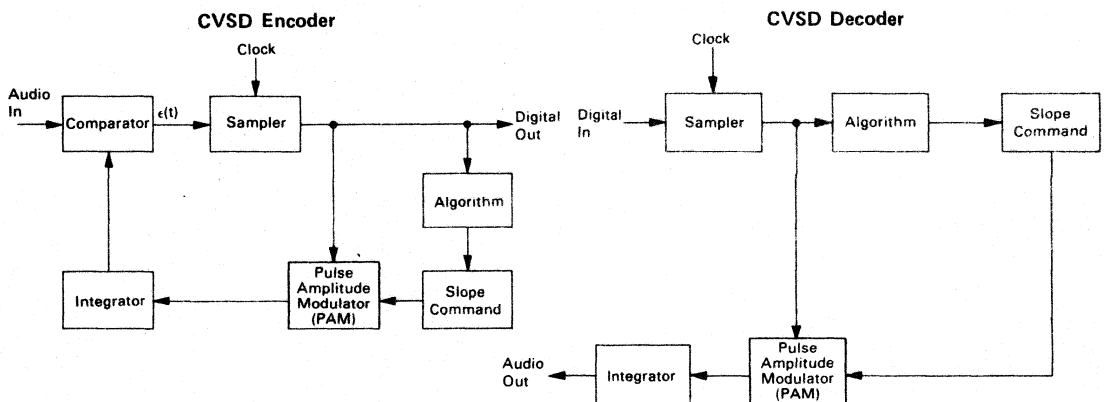 CVSD Encoder
Clock
Audio
In
Comparator
ϵ(t)
Sampler
Digital
Out
Algorithm
Integrator
Pulse
Amplitude
Modulator
(PAM)
Slope
Command
CVSD Decoder
Clock
Digital
In
Sampler
Algorithm
Slope
Command
Audio
Out
Integrator
Pulse
Amplitude
Modulator
(PAM)